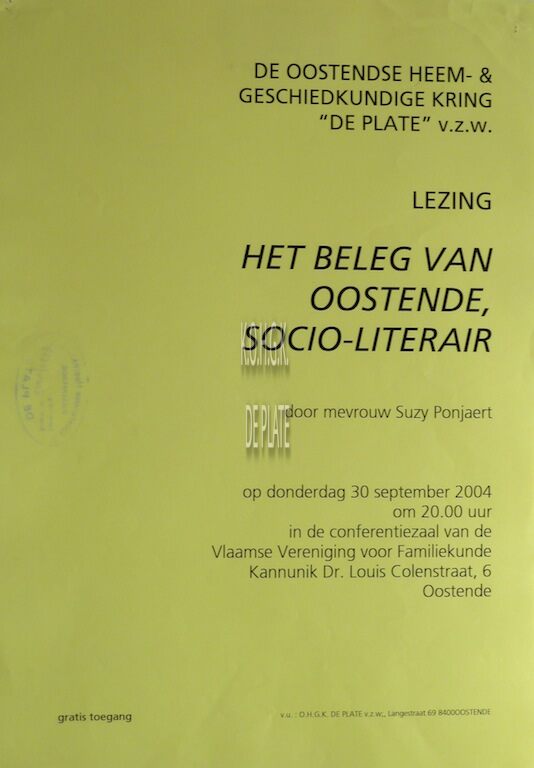 DE OOSTENDSE HEEM- &
GESCHIEDKUNDIGE KRING
"DE PLATE" v.z.w.
LEZING
HET BELEG VAN
OOSTENDE,
SOCIO-LITERAIR
K.O.H.G.K.
door mevrouw Suzy Ponjaert
DE PLATE
op donderdag 30 september 2004
om 20.00 uur
in de conferentiezaal van de
Vlaamse Vereniging voor Familiekunde
Kannunik Dr. Louis Colenstraat, 6
Oostende
gratis toegang
v.u. : O.H.G.K. DE PLATE v.z.w., Langestraat 69 8400OOSTENDE